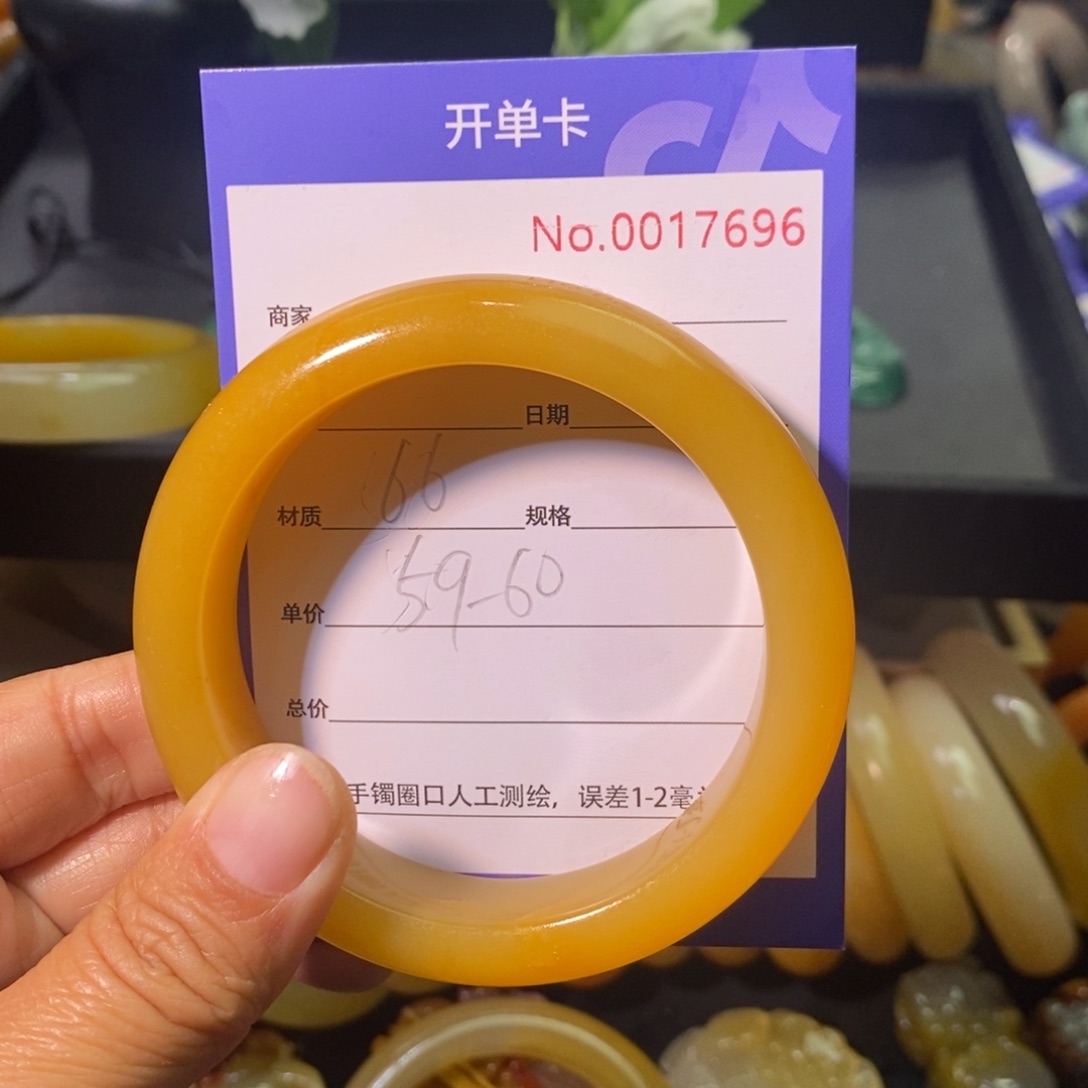 开单卡
No.0017696
商家
日期
66
材质 规格
59-60
单价
总价
手镯圈口人工测绘，误差1-2毫